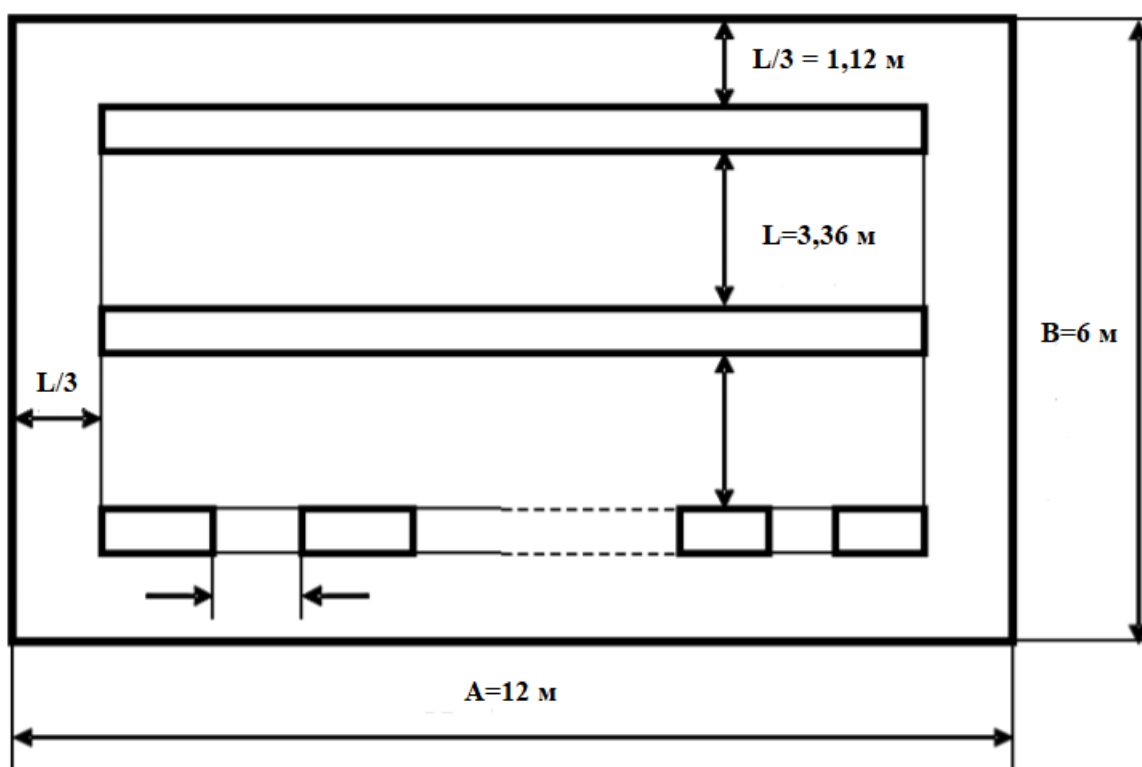 L/3 = 1,12 м
L=3,36 м
B=6 м
L/3
A=12 м